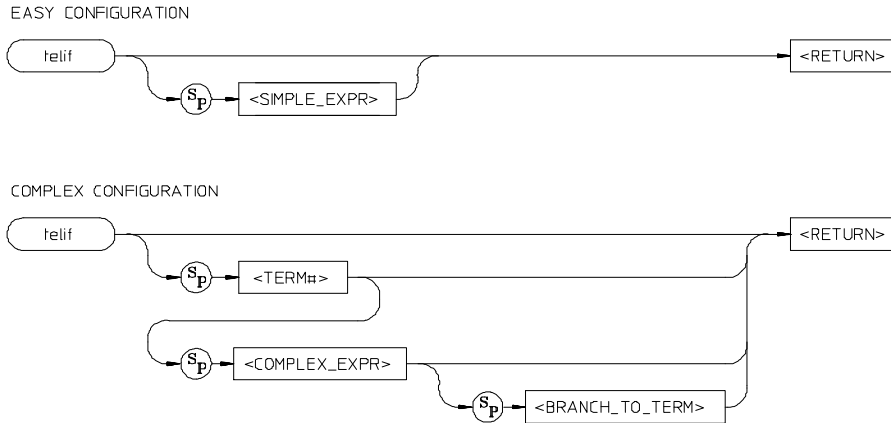 EASY CONFIGURATION
telif
<RETURN>
Sp
<SIMPLE_EXPR>
COMPLEX CONFIGURATION
telif
<RETURN>
Sp
<TERM#>
Sp
<COMPLEX_EXPR>
Sp
<BRANCH_TO_TERM>